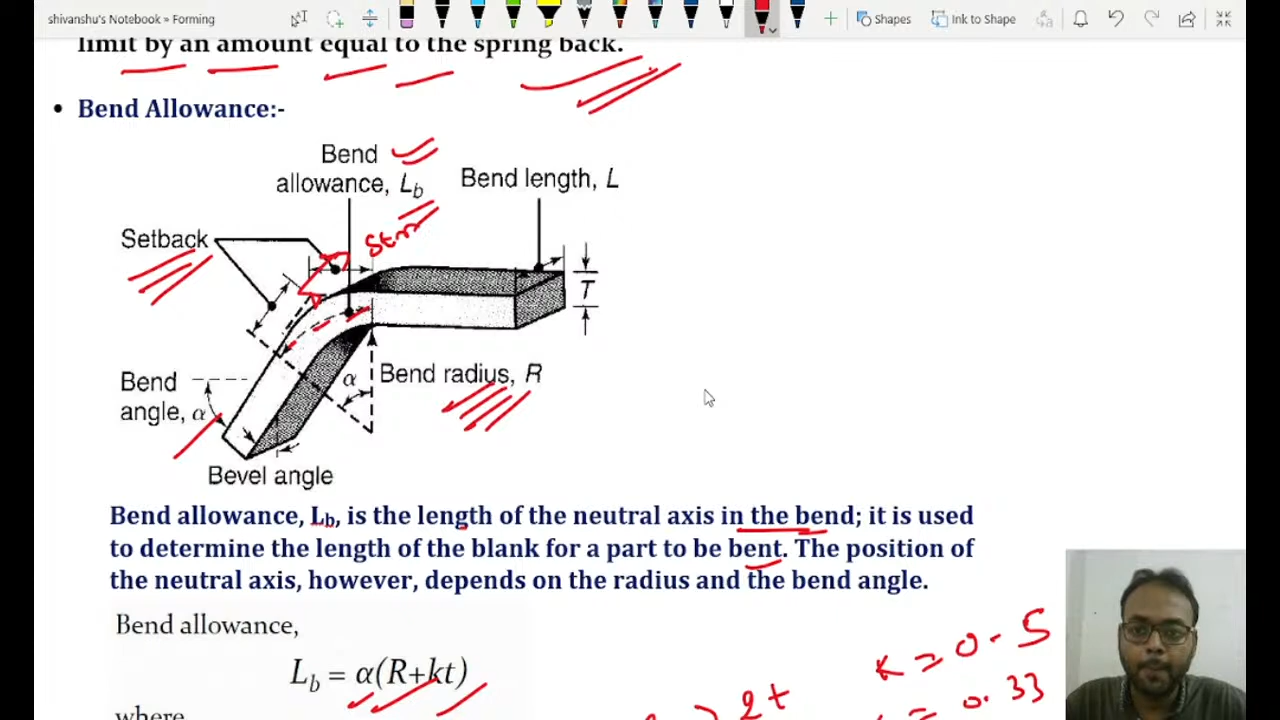 shivanshu's Notebook » Forming
Shapes
Ink to Shape
limit by an amount equal to the spring back.
• Bend Allowance:-
Bend
allowance, Lb
Bend length, L
Setback
T
Bend radius, R
α
Bend
angle, α
Bevel angle
Bend allowance, Lb, is the length of the neutral axis in the bend; it is used
to determine the length of the blank for a part to be bent. The position of
the neutral axis, however, depends on the radius and the bend angle.
Bend allowance,
Lb = α(R+kt)
K = 0.5
2t
= 0.33
where